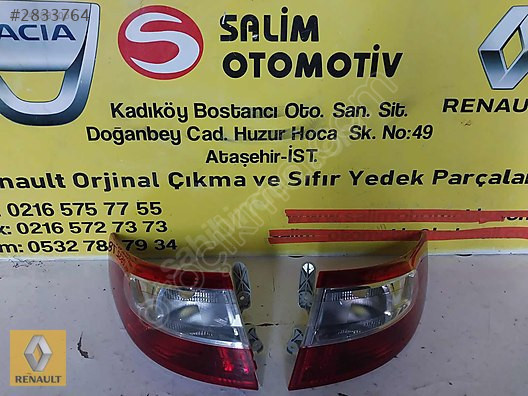 #2833764
ACIA
SALİM
OTOMOTİV
RENAULT
Kadıköy Bostancı Oto. San. Sit.
Doğanbey Cad. Huzur Hoca Sk. No:49
Ataşehir-İST.
enault Orjinal Çıkma ve Sıfır Yedek Parçala
: 0216 575 77 55
: 0216 572 73 73
m: 0532 78 79 34
RENAULT